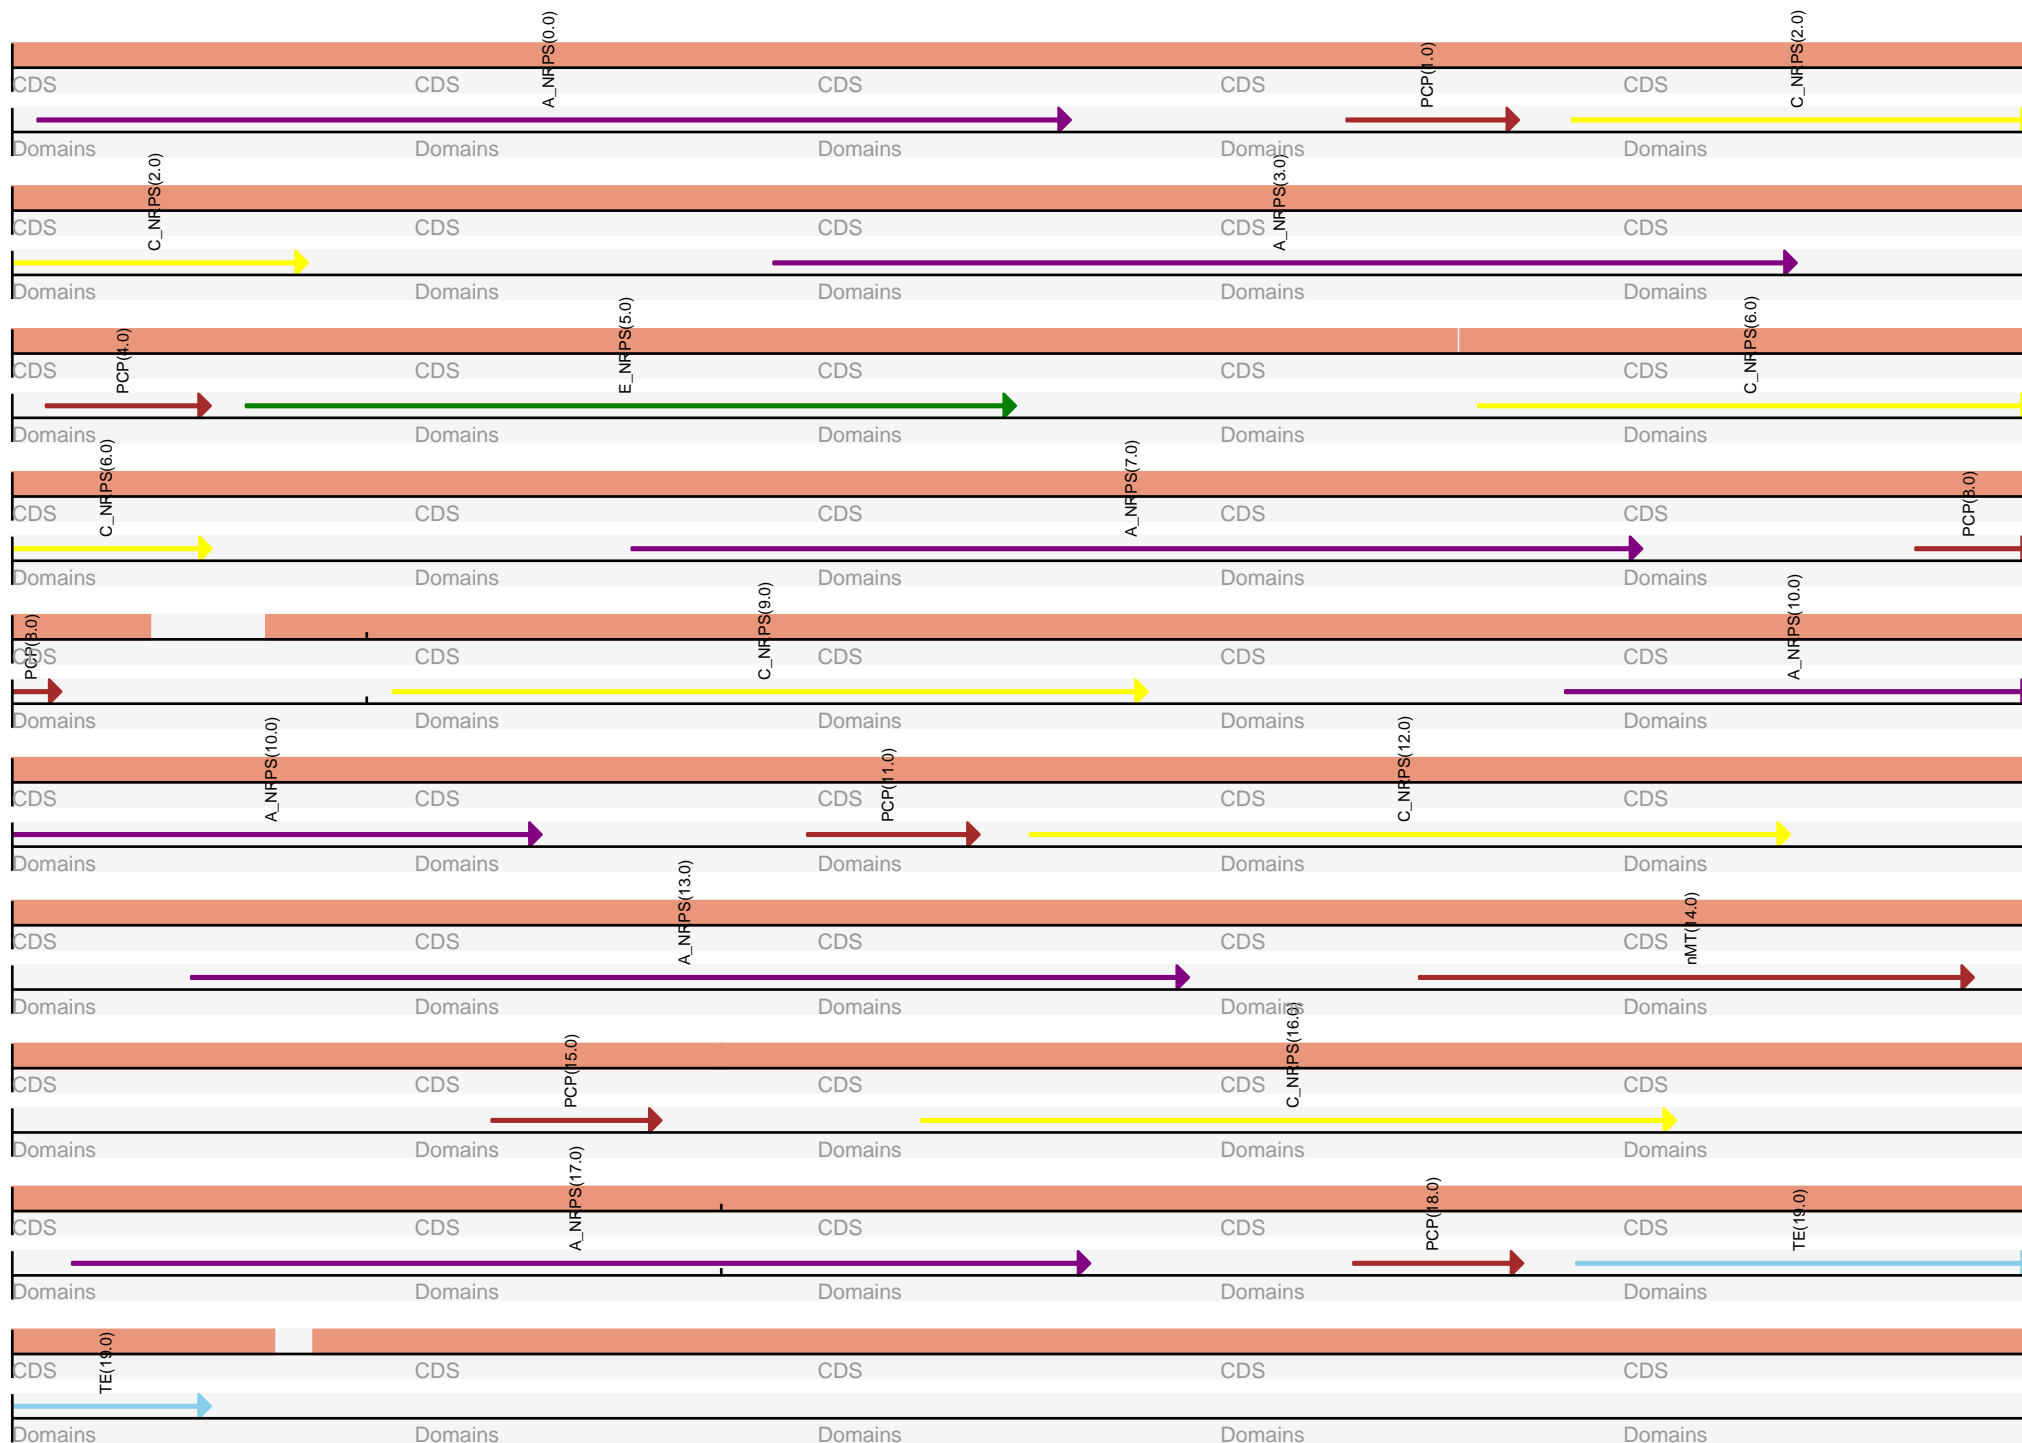 A_NRPS(0.0) PCP(1.0) C_NRPS(2.0)
CDS CDS CDS CDS CDS
Domains Domains Domains Domains Domains
C_NRPS(2.0) A_NRPS(3.0)
CDS CDS CDS CDS CDS
Domains Domains Domains Domains Domains
PCP(4.0) E_NRPS(5.0) C_NRPS(6.0)
CDS CDS CDS CDS CDS
Domains Domains Domains Domains Domains
C_NRPS(6.0) A_NRPS(7.0) PCP(8.0)
CDS CDS CDS CDS CDS
Domains Domains Domains Domains Domains
PCP(8.0) C_NRPS(9.0) A_NRPS(10.0)
CDS CDS CDS CDS CDS
Domains Domains Domains Domains Domains
A_NRPS(10.0) PCP(11.0) C_NRPS(12.0)
CDS CDS CDS CDS CDS
Domains Domains Domains Domains Domains
A_NRPS(13.0) nMT(14.0)
CDS CDS CDS CDS CDS
Domains Domains Domains Domains Domains
PCP(15.0) C_NRPS(16.0)
CDS CDS CDS CDS CDS
Domains Domains Domains Domains Domains
A_NRPS(17.0) PCP(18.0) TE(19.0)
CDS CDS CDS CDS CDS
Domains Domains Domains Domains Domains
TE(19.0)
CDS CDS CDS CDS CDS
Domains Domains Domains Domains Domains